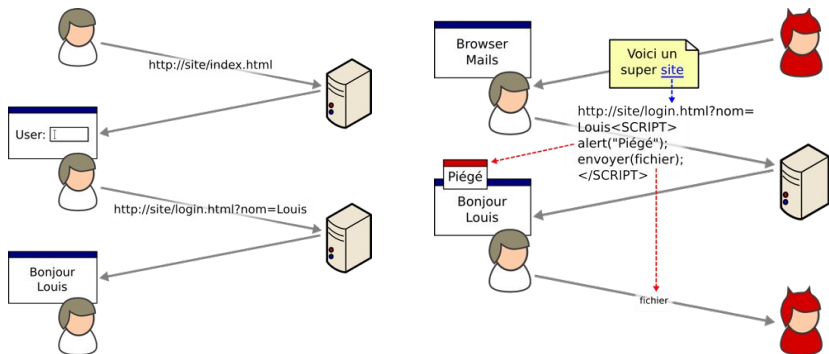 http://site/index.html
User:
http://site/login.html?nom=Louis
Bonjour
Louis
Browser
Mails
Voici un
super site
http://site/login.html?nom=
Louis<SCRIPT>
alert("Piégé");
envoyer(fichier);
</SCRIPT>
Piégé
Bonjour
Louis
fichier